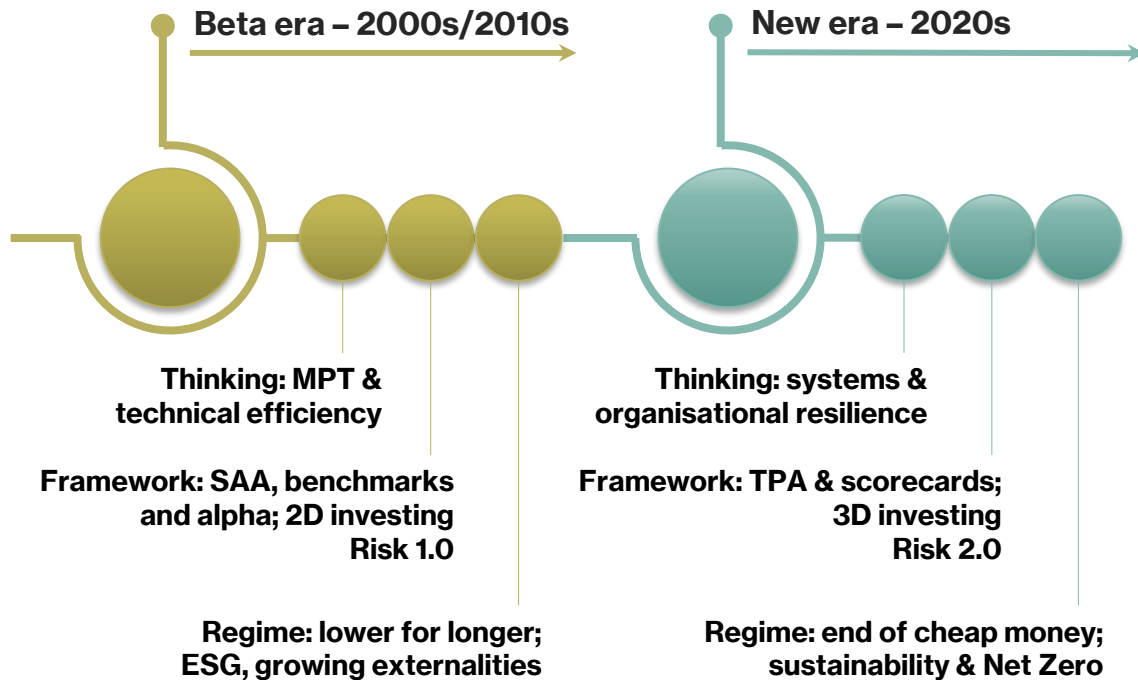 Beta era – 2000s/2010s
New era – 2020s
Thinking: MPT &
technical efficiency
Thinking: systems &
organisational resilience
Framework: SAA, benchmarks
and alpha; 2D investing
Risk 1.0
Framework: TPA & scorecards;
3D investing
Risk 2.0
Regime: lower for longer;
ESG, growing externalities
Regime: end of cheap money;
sustainability & Net Zero